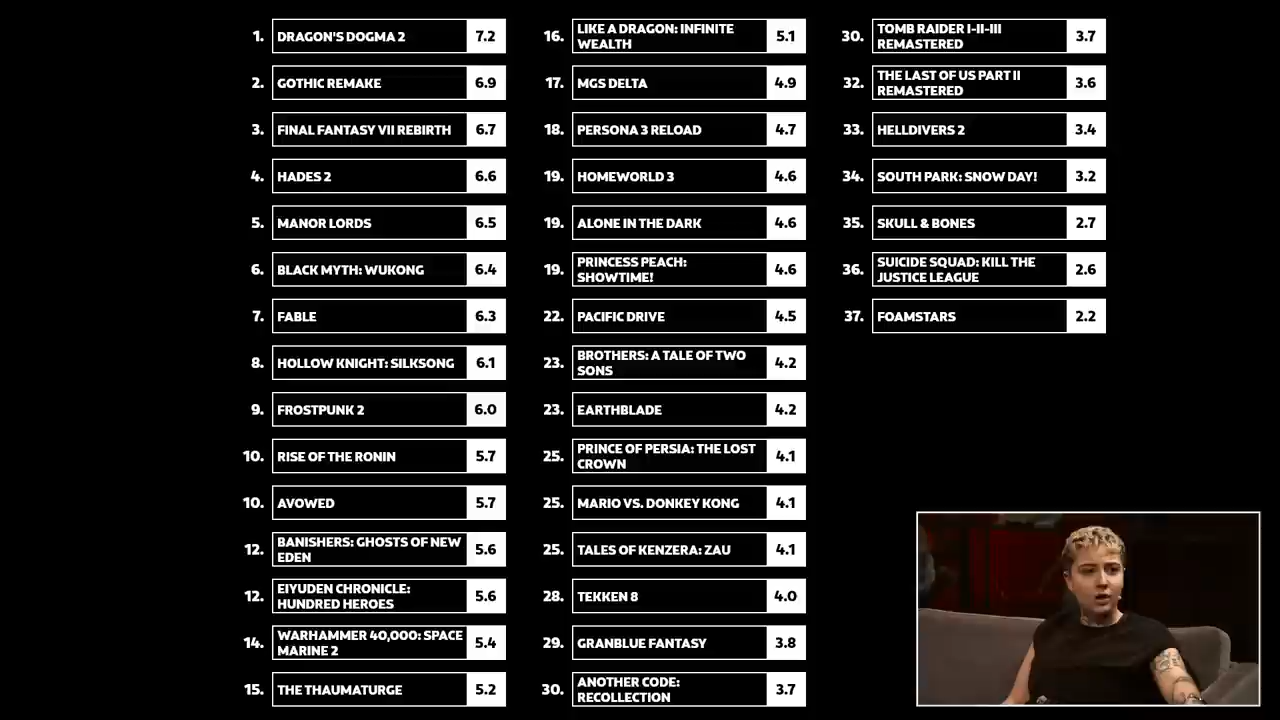 1. DRAGON'S DOGMA 2 7.2
2. GOTHIC REMAKE 6.9
3. FINAL FANTASY VII REBIRTH 6.7
4. HADES 2 6.6
5. MANOR LORDS 6.5
6. BLACK MYTH: WUKONG 6.4
7. FABLE 6.3
8. HOLLOW KNIGHT: SILKSONG 6.1
9. FROSTPUNK 2 6.0
10. RISE OF THE RONIN 5.7
10. AVOWED 5.7
12. BANISHERS: GHOSTS OF NEW
EDEN 5.6
12. EIYUDEN CHRONICLE:
HUNDRED HEROES 5.6
14. WARHAMMER 40,000: SPACE
MARINE 2 5.4
15. THE THAUMATURGE 5.2
16. LIKE A DRAGON: INFINITE
WEALTH 5.1
17. MGS DELTA 4.9
18. PERSONA 3 RELOAD 4.7
19. HOMEWORLD 3 4.6
19. ALONE IN THE DARK 4.6
19. PRINCESS PEACH:
SHOWTIME! 4.6
22. PACIFIC DRIVE 4.5
23. BROTHERS: A TALE OF TWO
SONS 4.2
23. EARTHBLADE 4.2
25. PRINCE OF PERSIA: THE LOST
CROWN 4.1
25. MARIO VS. DONKEY KONG 4.1
25. TALES OF KENZERA: ZAU 4.1
28. TEKKEN 8 4.0
29. GRANBLUE FANTASY 3.8
30. ANOTHER CODE:
RECOLLECTION 3.7
30. TOMB RAIDER I-II-III
REMASTERED 3.7
32. THE LAST OF US PART II
REMASTERED 3.6
33. HELLDIVERS 2 3.4
34. SOUTH PARK: SNOW DAY! 3.2
35. SKULL & BONES 2.7
36. SUICIDE SQUAD: KILL THE
JUSTICE LEAGUE 2.6
37. FOAMSTARS 2.2